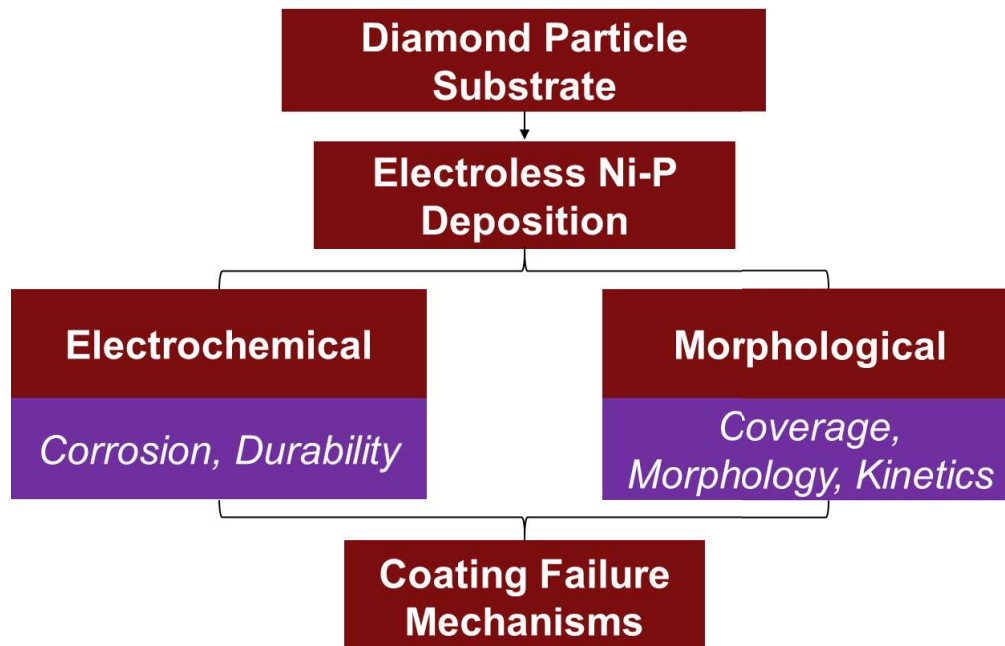 Diamond Particle
Substrate
Electroless Ni-P
Deposition
Electrochemical
Corrosion, Durability
Morphological
Coverage,
Morphology, Kinetics
Coating Failure
Mechanisms